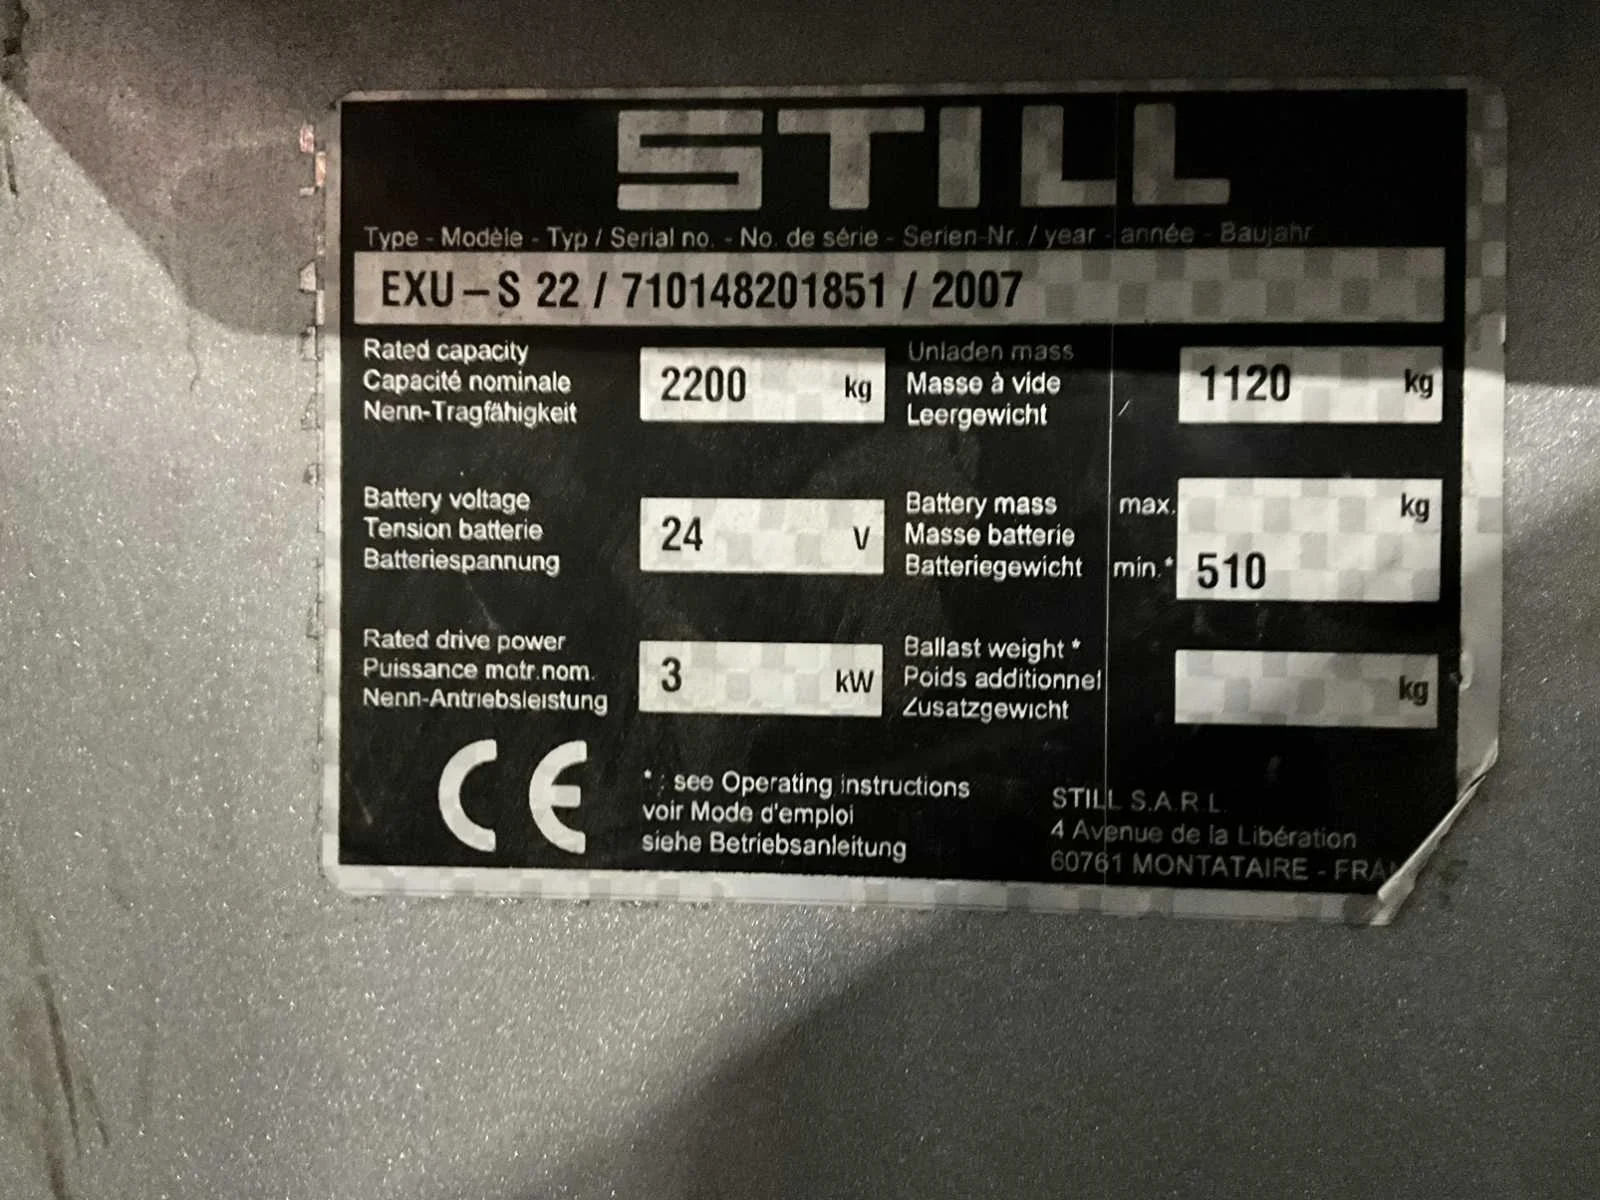 STILL
Type - Modèle - Typ / Serial no. - No. de série - Serien-Nr. / year - année - Baujahr
EXU - S 22 / 710148201851 / 2007
Rated capacity
Capacité nominale
Nenn-Tragfähigkeit
2200 kg
Unladen mass
Masse à vide
Leergewicht
1120 kg
Battery voltage
Tension batterie
Batteriespannung
24 V
Battery mass max. kg
Masse batterie
Batteriegewicht min.* 510
Rated drive power
Puissance motr.nom.
Nenn-Antriebsleistung
3 kW
Ballast weight *
Poids additionnel
Zusatzgewicht
kg
CE
* : see Operating instructions
voir Mode d'emploi
siehe Betriebsanleitung
STILL S.A.R.L.
4 Avenue de la Libération
60761 MONTATAIRE - FRA